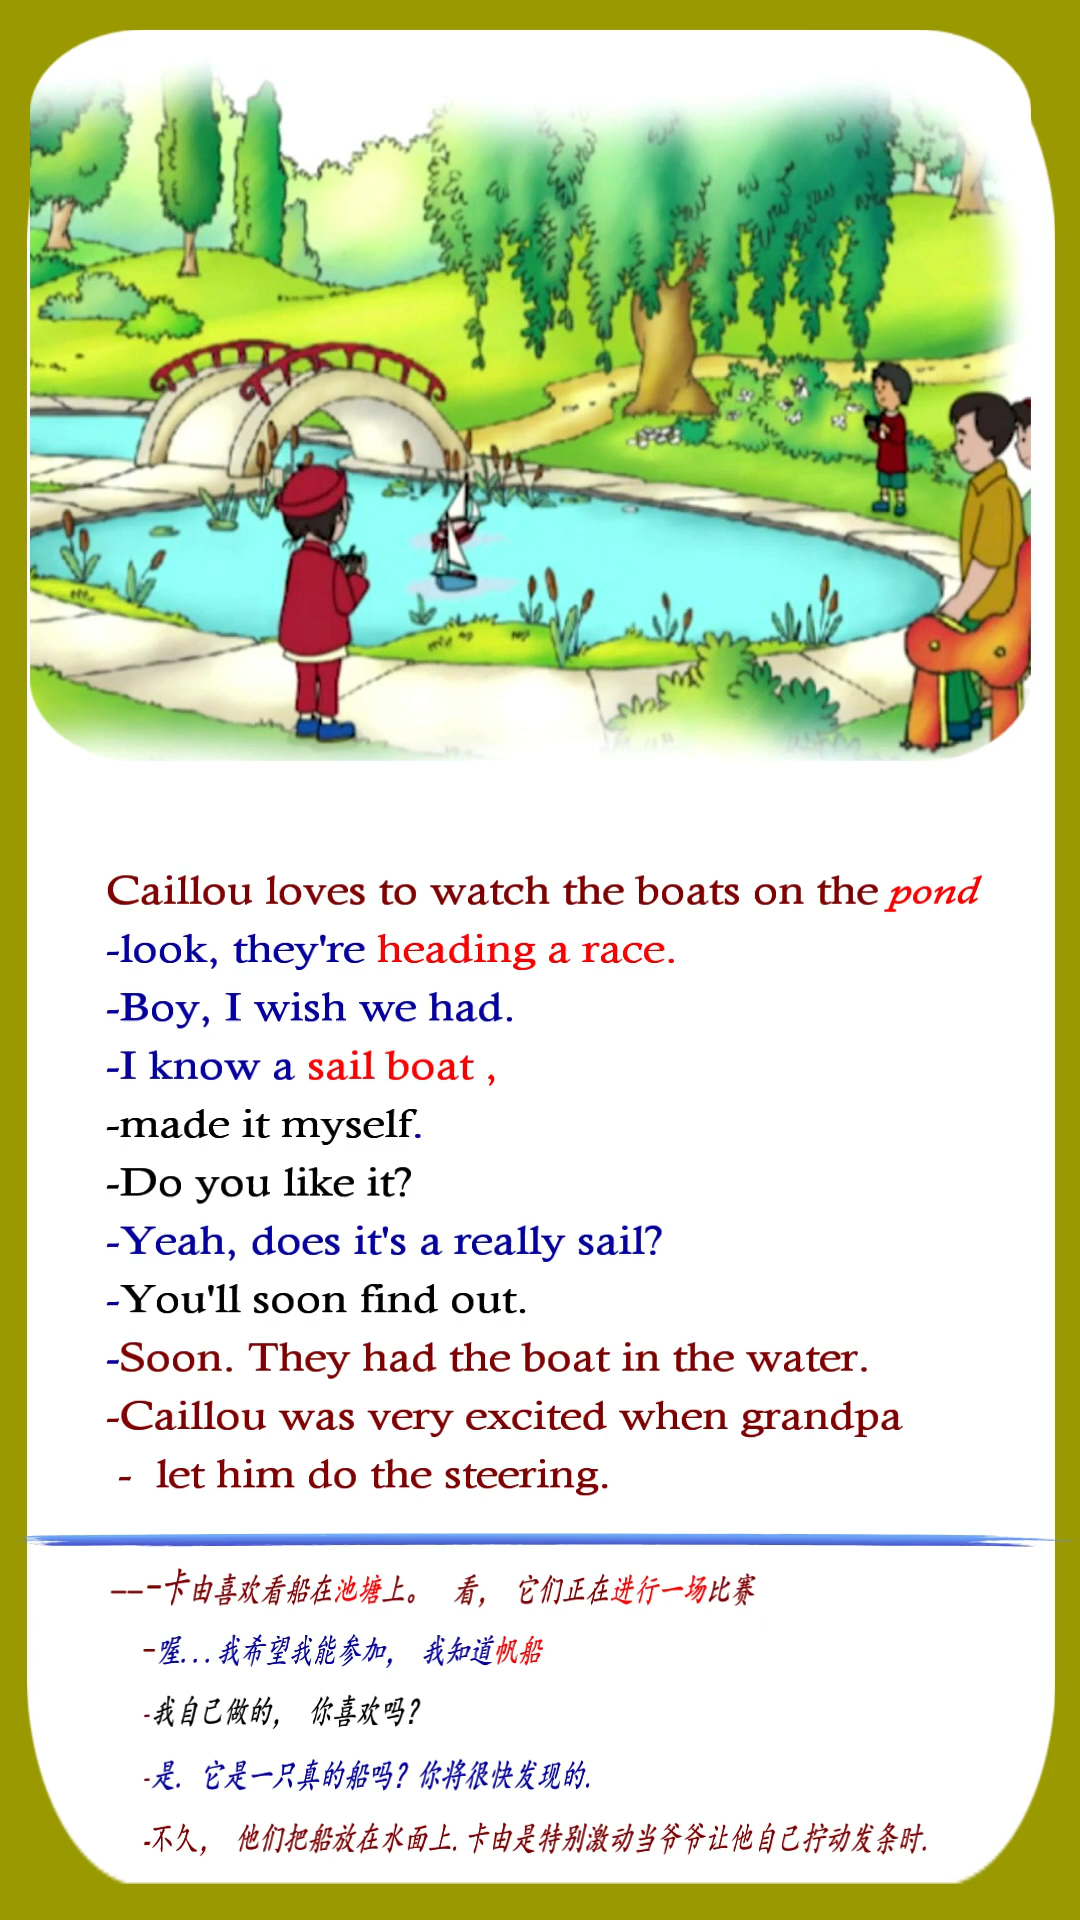 Caillou loves to watch the boats on the pond
-look, they're heading a race.
-Boy, I wish we had.
-I know a sail boat ,
-made it myself.
-Do you like it?
-Yeah, does it's a really sail?
-You'll soon find out.
-Soon. They had the boat in the water.
-Caillou was very excited when grandpa
- let him do the steering.
---卡由喜欢看船在池塘上。 看， 它们正在进行一场比赛
-喔...我希望我能参加， 我知道帆船
-我自己做的， 你喜欢吗？
-是. 它是一只真的船吗？你将很快发现的.
-不久， 他们把船放在水面上.卡由是特别激动当爷爷让他自己拧动发条时.